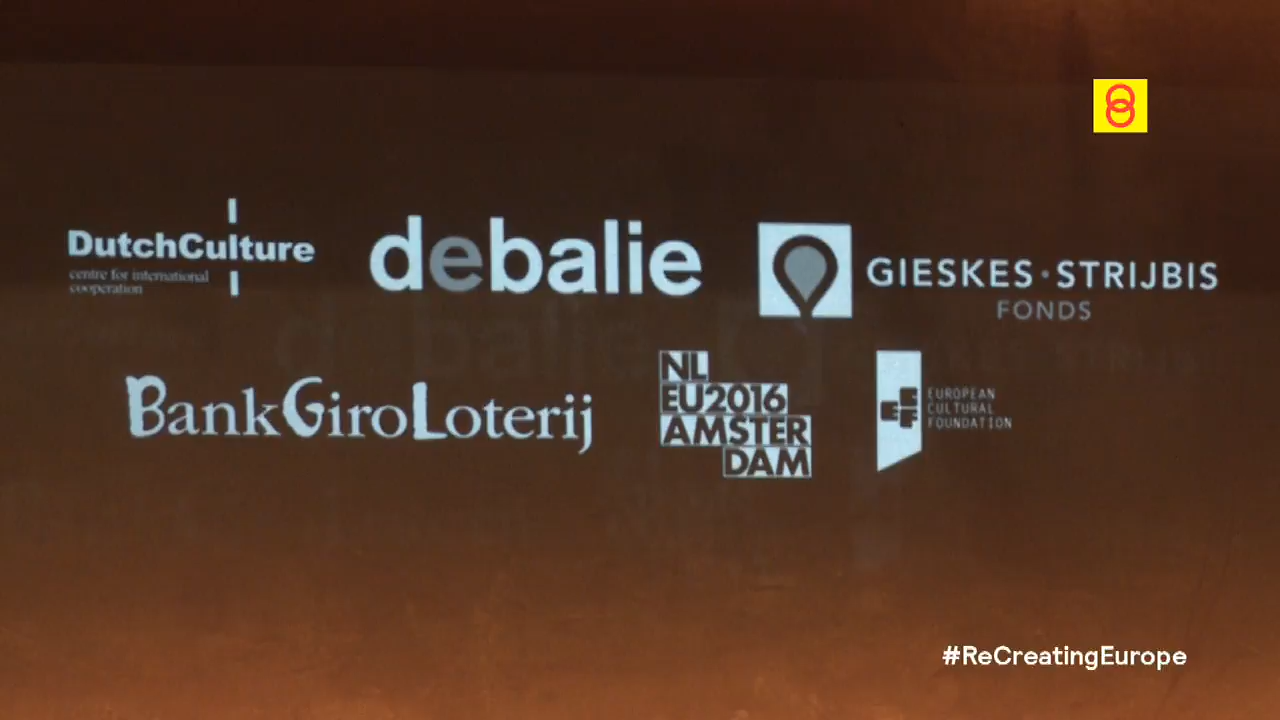 DutchCulture
centre for international
cooperation
debalie
GIESKES·STRIJBIS
FONDS
BankGiroLoterij
NL
EU2016
AMSTER
DAM
EUROPEAN
CULTURAL
FOUNDATION
#ReCreatingEurope